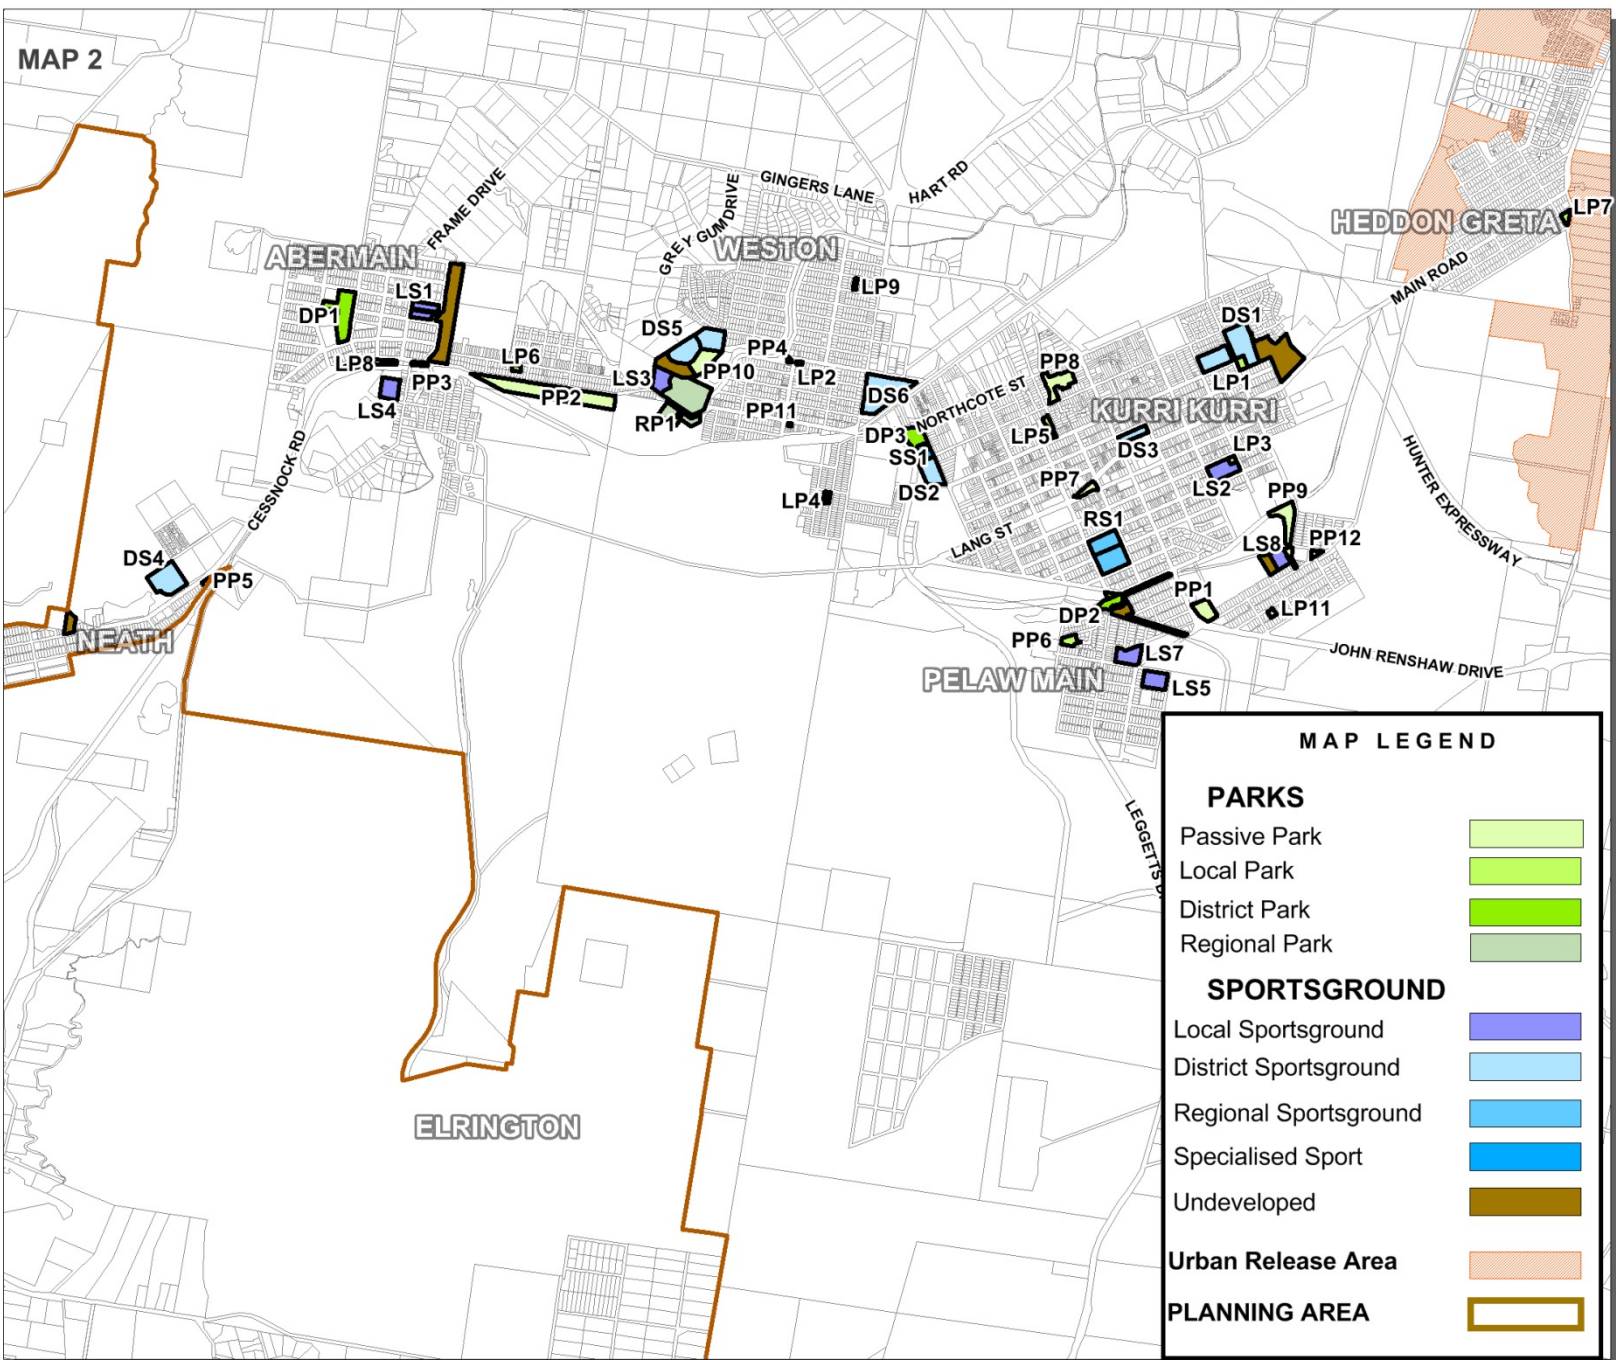 MAP 2
GINGERS LANE
HART RD
FRAME DRIVE
GREY GUM DRIVE
HEDDON GRETA
LP7
ABERMAIN
WESTON
MAIN ROAD
LS1
LP9
DP1
DS5
DS1
LP8
PP3
LP6
PP4
LP2
PP10
PP8
LP1
LS3
LS4
PP2
RP1
PP11
DS6
NORTHCOTE ST
KURRI KURRI
DP3
SS1
DS2
LP5
DS3
LP3
LS2
HUNTER EXPRESSWAY
CESSNOCK RD
LP4
PP7
PP9
RS1
LANG ST
LS8
PP12
DS4
PP5
DP2
PP1
LP11
NEATH
PP6
LS7
JOHN RENSHAW DRIVE
PELAW MAIN
LS5
LEGGETTS D
ELRINGTON
MAP LEGEND
PARKS
Passive Park
Local Park
District Park
Regional Park
SPORTSGROUND
Local Sportsground
District Sportsground
Regional Sportsground
Specialised Sport
Undeveloped
Urban Release Area
PLANNING AREA